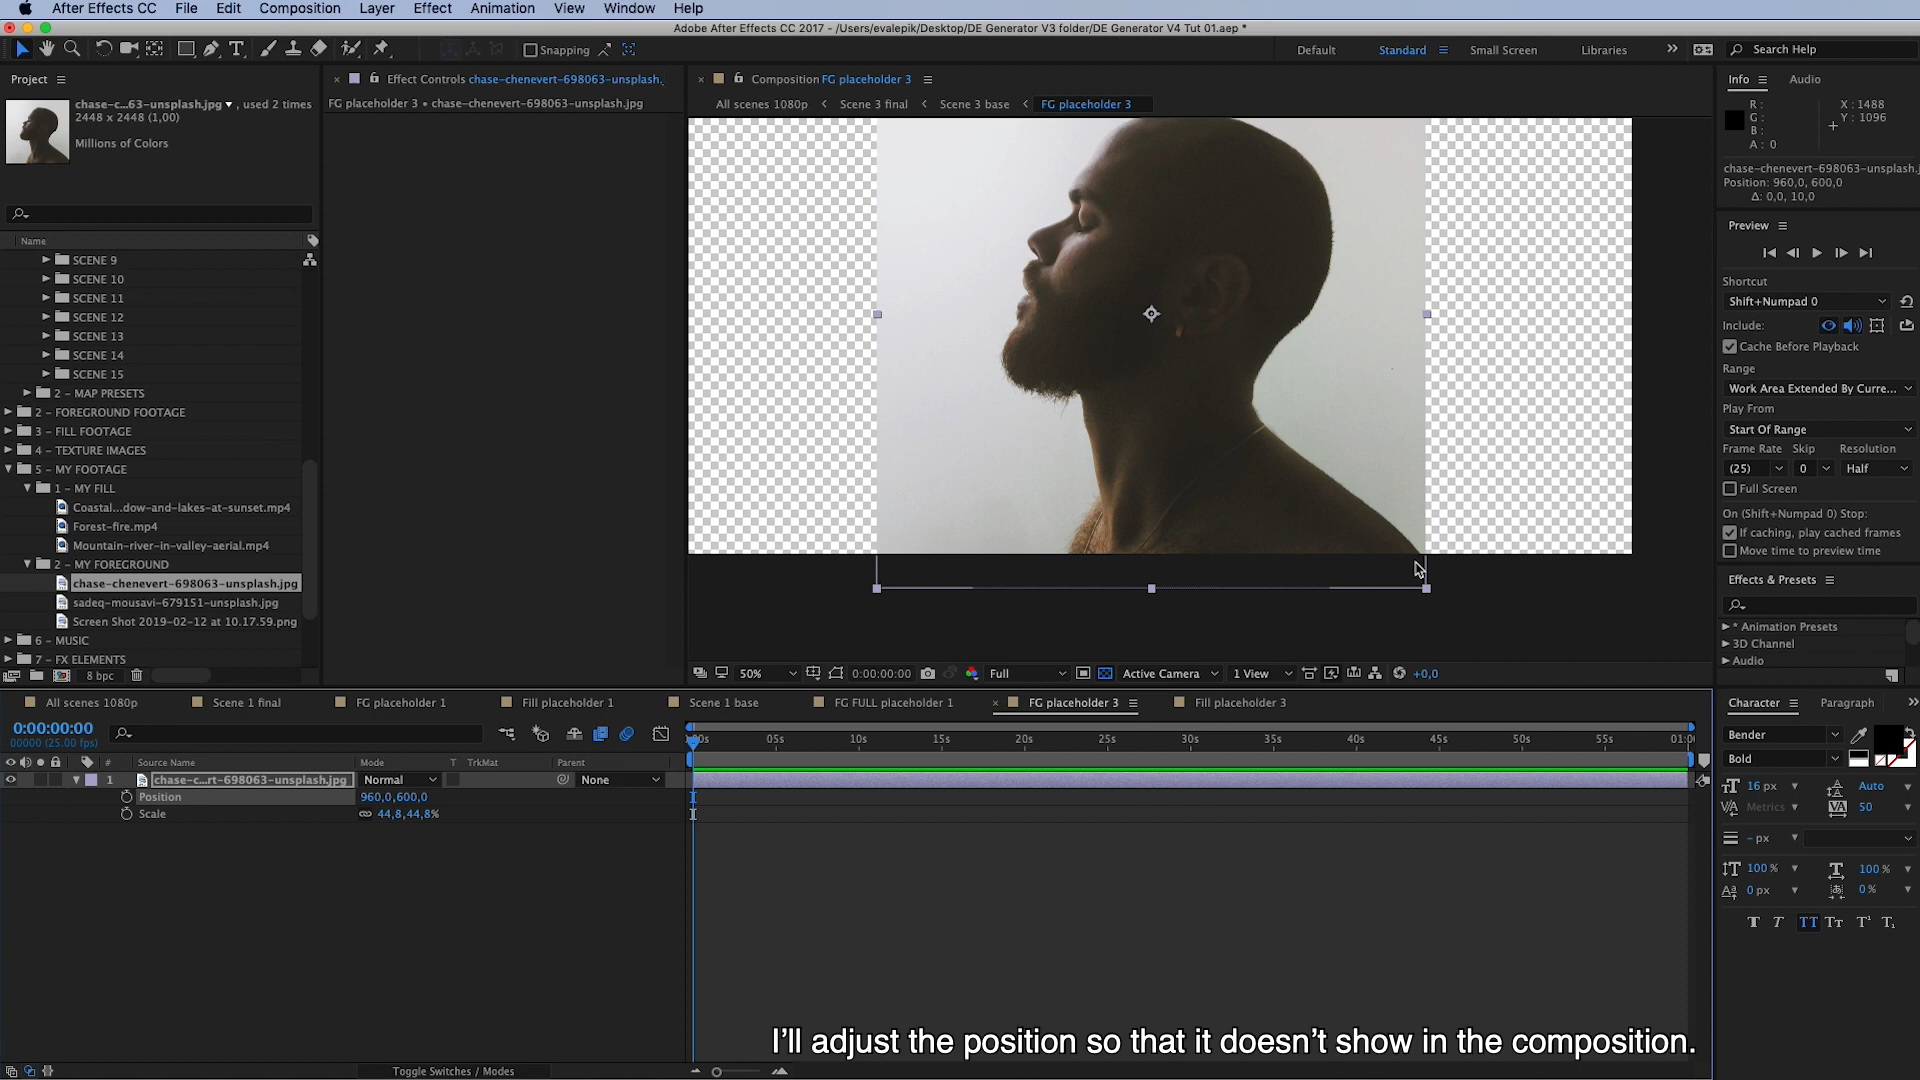 After Effects CC File Edit Composition Layer Effect Animation View Window Help
Adobe After Effects CC 2017 - /Users/evalepik/Desktop/DE Generator V3 folder/DE Generator V4 Tut 01.aep *
Snapping Default Standard Small Screen Libraries Search Help
Project
chase-c...63-unsplash.jpg , used 2 times
2448 x 2448 (1,00)
Millions of Colors
Name
SCENE 9
SCENE 10
SCENE 11
SCENE 12
SCENE 13
SCENE 14
SCENE 15
2 - MAP PRESETS
2 - FOREGROUND FOOTAGE
3 - FILL FOOTAGE
4 - TEXTURE IMAGES
5 - MY FOOTAGE
1 - MY FILL
Coastal...dow-and-lakes-at-sunset.mp4
Forest-fire.mp4
Mountain-river-in-valley-aerial.mp4
2 - MY FOREGROUND
chase-chenevert-698063-unsplash.jpg
sadeq-mousavi-679151-unsplash.jpg
Screen Shot 2019-02-12 at 10.17.59.png
6 - MUSIC
7 - FX ELEMENTS
8 bpc
Effect Controls chase-chenevert-698063-unsplash.
FG placeholder 3 • chase-chenevert-698063-unsplash.jpg
Composition FG placeholder 3
All scenes 1080p Scene 3 final Scene 3 base FG placeholder 3
50% 0:00:00:00 Full Active Camera 1 View +0,0
Info Audio
R :
G :
B :
A : 0
X : 1488
Y : 1096
chase-chenevert-698063-unsplash.j
Position: 960,0, 600,0
Δ: 0,0, 10,0
Preview
Shortcut
Shift+Numpad 0
Include:
Cache Before Playback
Range
Work Area Extended By Curre...
Play From
Start Of Range
Frame Rate Skip Resolution
(25) 0 Half
Full Screen
On (Shift+Numpad 0) Stop:
If caching, play cached frames
Move time to preview time
Effects & Presets
* Animation Presets
3D Channel
Audio
All scenes 1080p Scene 1 final FG placeholder 1 Fill placeholder 1 Scene 1 base FG FULL placeholder 1 FG placeholder 3 Fill placeholder 3
0:00:00:00
00000 (25.00 fps)
00s 05s 10s 15s 20s 25s 30s 35s 40s 45s 50s 55s 01:0
# Source Name Mode T TrkMat Parent
1 chase-c...rt-698063-unsplash.jpg Normal None
Position 960,0,600,0
Scale 44,8,44,8%
Toggle Switches / Modes
Character Paragraph
Bender
Bold
16 px Auto
Metrics 50
- px
100 % 100 %
0 px 0 %
T T TT Tт T¹ T₁
I'll adjust the position so that it doesn't show in the composition.